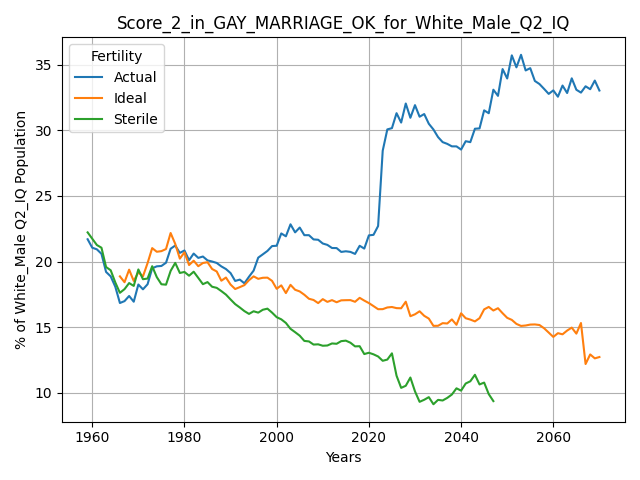 Score_2_in_GAY_MARRIAGE_OK_for_White_Male_Q2_IQ
Fertility
Actual
Ideal
Sterile
% of White_Male Q2_IQ Population
35
30
25
20
15
10
1960
1980
2000
2020
2040
2060
Years